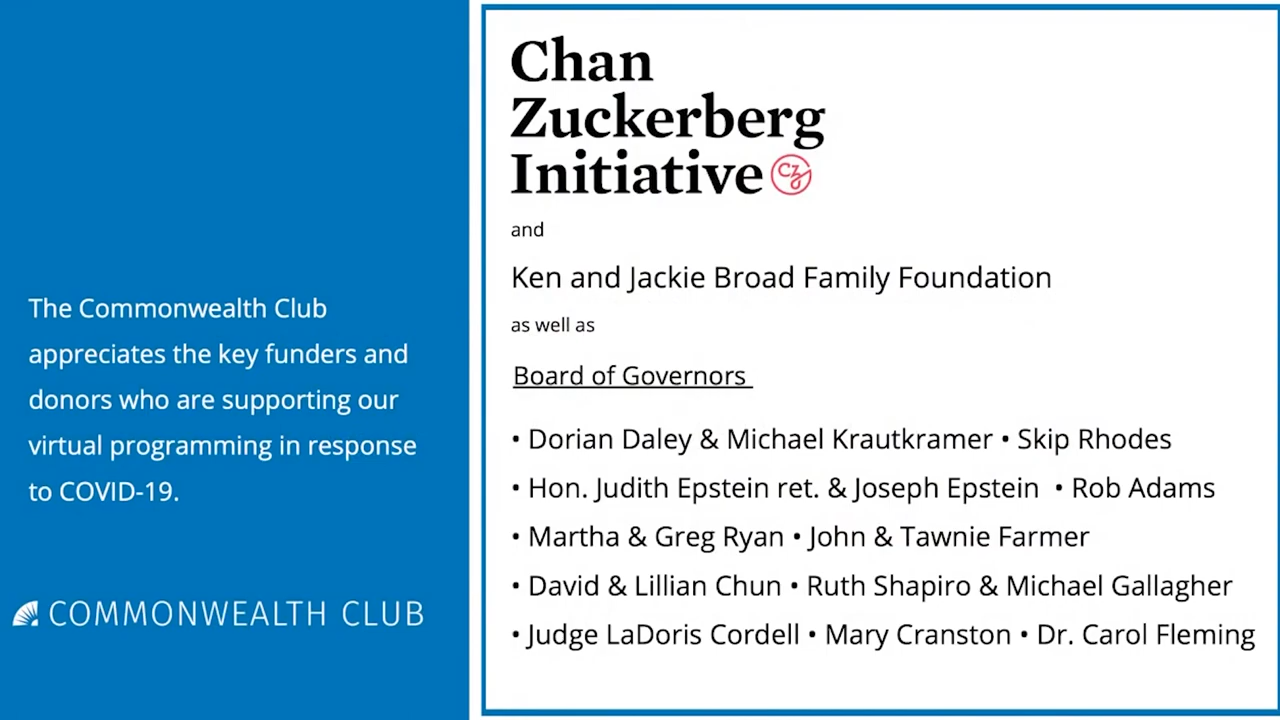 The Commonwealth Club
appreciates the key funders and
donors who are supporting our
virtual programming in response
to COVID-19.
COMMONWEALTH CLUB
Chan
Zuckerberg
Initiative CZI
and
Ken and Jackie Broad Family Foundation
as well as
Board of Governors
• Dorian Daley & Michael Krautkramer • Skip Rhodes
• Hon. Judith Epstein ret. & Joseph Epstein • Rob Adams
• Martha & Greg Ryan • John & Tawnie Farmer
• David & Lillian Chun • Ruth Shapiro & Michael Gallagher
• Judge LaDoris Cordell • Mary Cranston • Dr. Carol Fleming